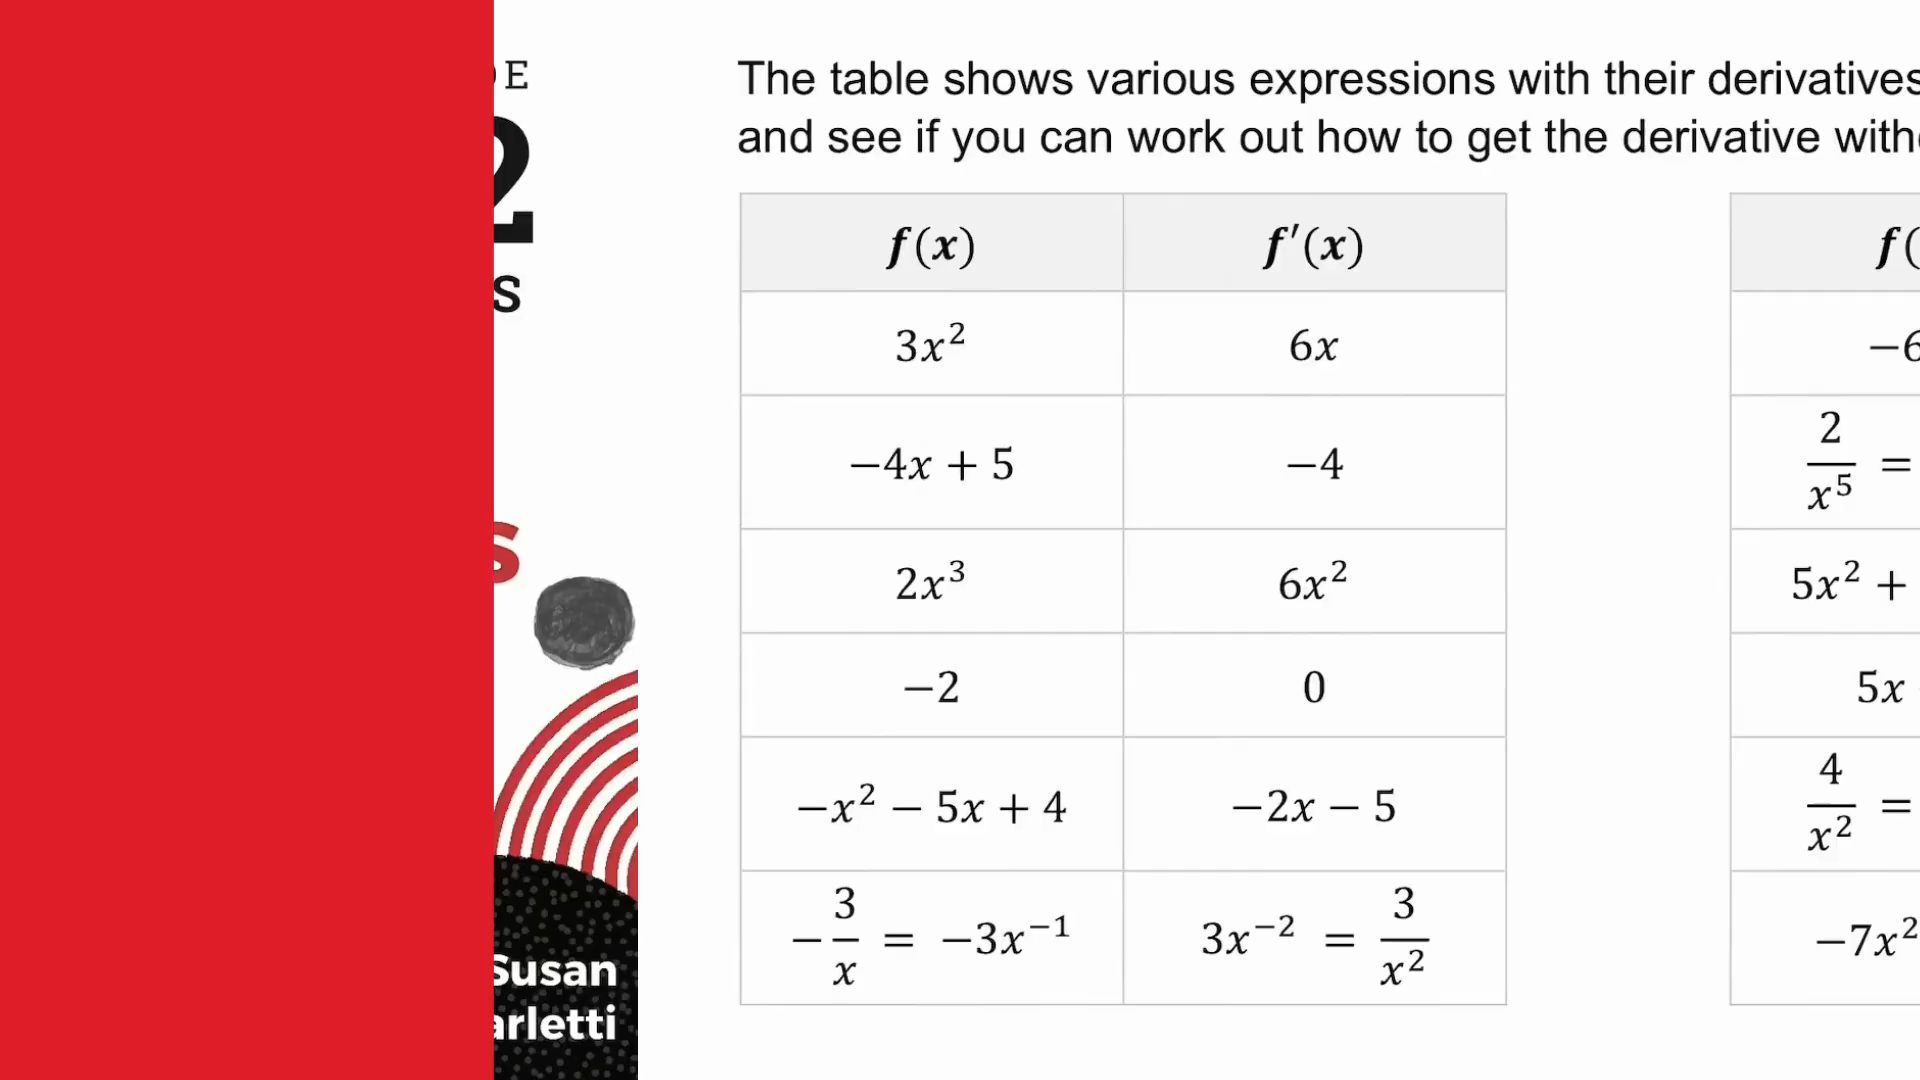 E
2
S
s
Susan
arletti
The table shows various expressions with their derivatives
and see if you can work out how to get the derivative with
f(x) f′(x)
3x² 6x
−4x + 5 −4
2x³ 6x²
−2 0
−x² − 5x + 4 −2x − 5
−3/x = −3x⁻¹ 3x⁻² = 3/x²
f(
−6
2/x⁵ =
5x² +
5x
4/x² =
−7x²